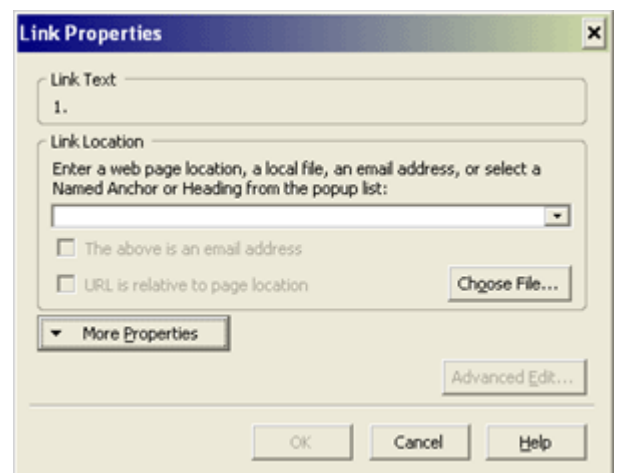 Link Properties
Link Text
1.
Link Location
Enter a web page location, a local file, an email address, or select a
Named Anchor or Heading from the popup list:
The above is an email address
URL is relative to page location
Choose File...
More Properties
Advanced Edit...
OK Cancel Help